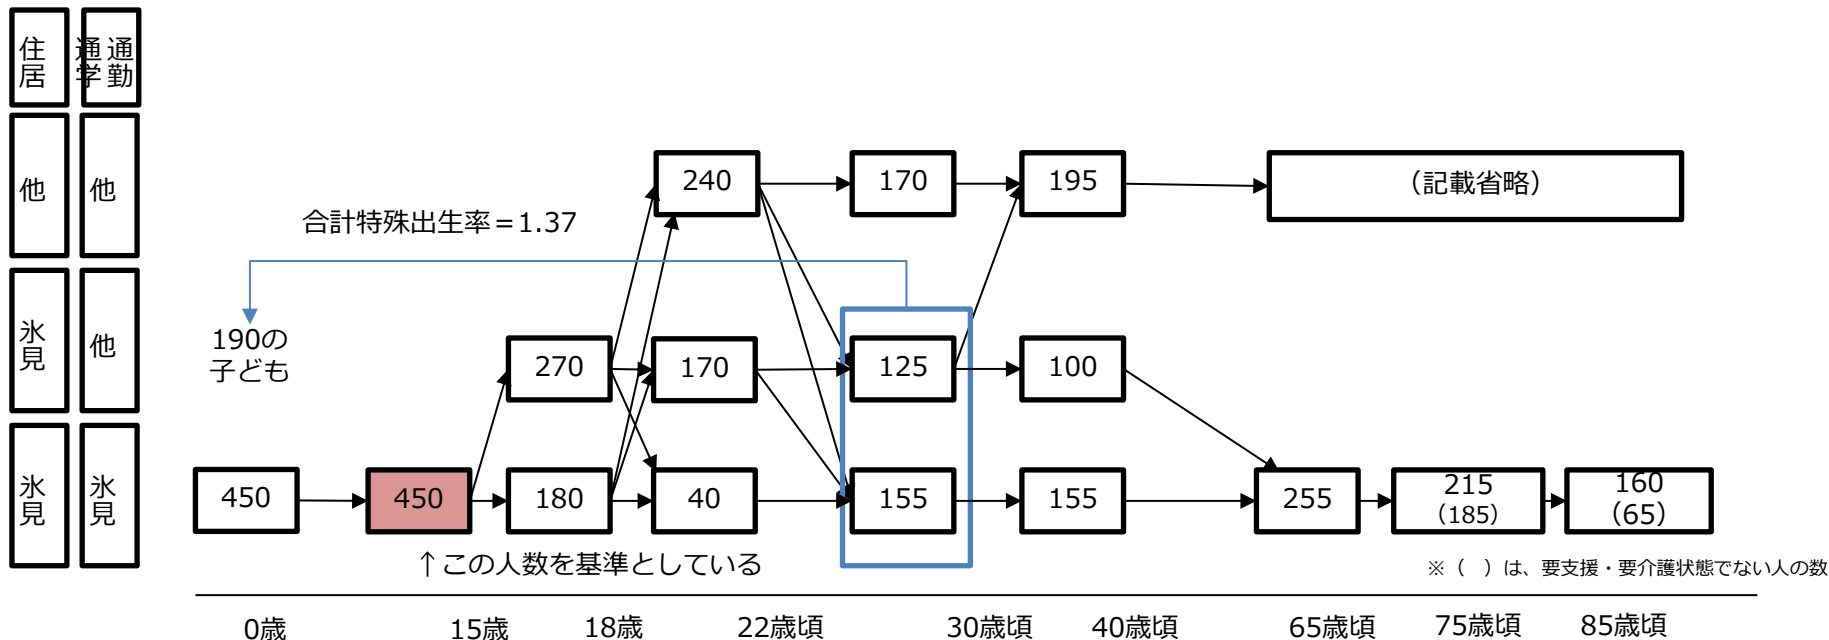 住居
通学
通勤
他
他
240
170
195
（記載省略）
合計特殊出生率＝1.37
氷見
他
190の
子ども
270
170
125
100
氷見
氷見
450
450
180
40
155
155
255
215
（185）
160
（65）
↑この人数を基準としている
※（　）は、要支援・要介護状態でない人の数
0歳
15歳
18歳
22歳頃
30歳頃
40歳頃
65歳頃
75歳頃
85歳頃